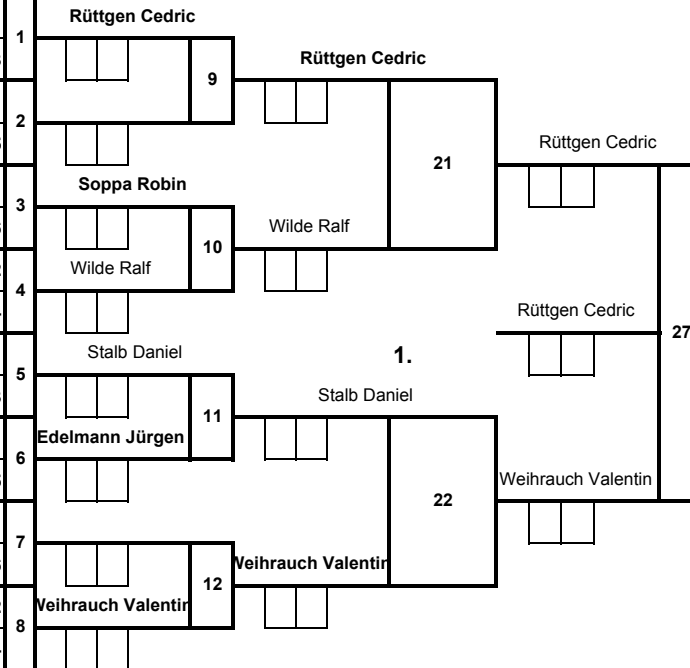 Rüttgen Cedric
1
9
Rüttgen Cedric
2
Rüttgen Cedric
21
Soppa Robin
3
10
Wilde Ralf
Wilde Ralf
4
Rüttgen Cedric
27
Stalb Daniel
1.
5
11
Stalb Daniel
Edelmann Jürgen
6
Weihrauch Valentin
22
7
12
Weihrauch Valentin
Weihrauch Valentin
8